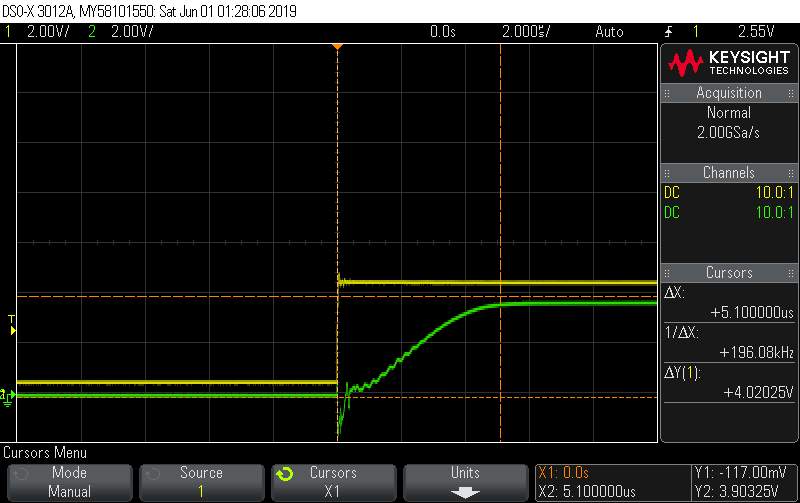 DSO-X 3012A, MY58101550: Sat Jun 01 01:28:06 2019
1 2.00V/ 2 2.00V/ 0.0s 2.000us/ Auto 1 2.55V
KEYSIGHT
TECHNOLOGIES
Acquisition
Normal
2.00GSa/s
Channels
DC 10.0:1
DC 10.0:1
Cursors
ΔX:
+5.100000us
1/ΔX:
+196.08kHz
ΔY(1):
+4.02025V
T
Cursors Menu
Mode
Manual
Source
1
Cursors
X1
Units
X1: 0.0s
X2: 5.100000us
Y1: -117.00mV
Y2: 3.90325V